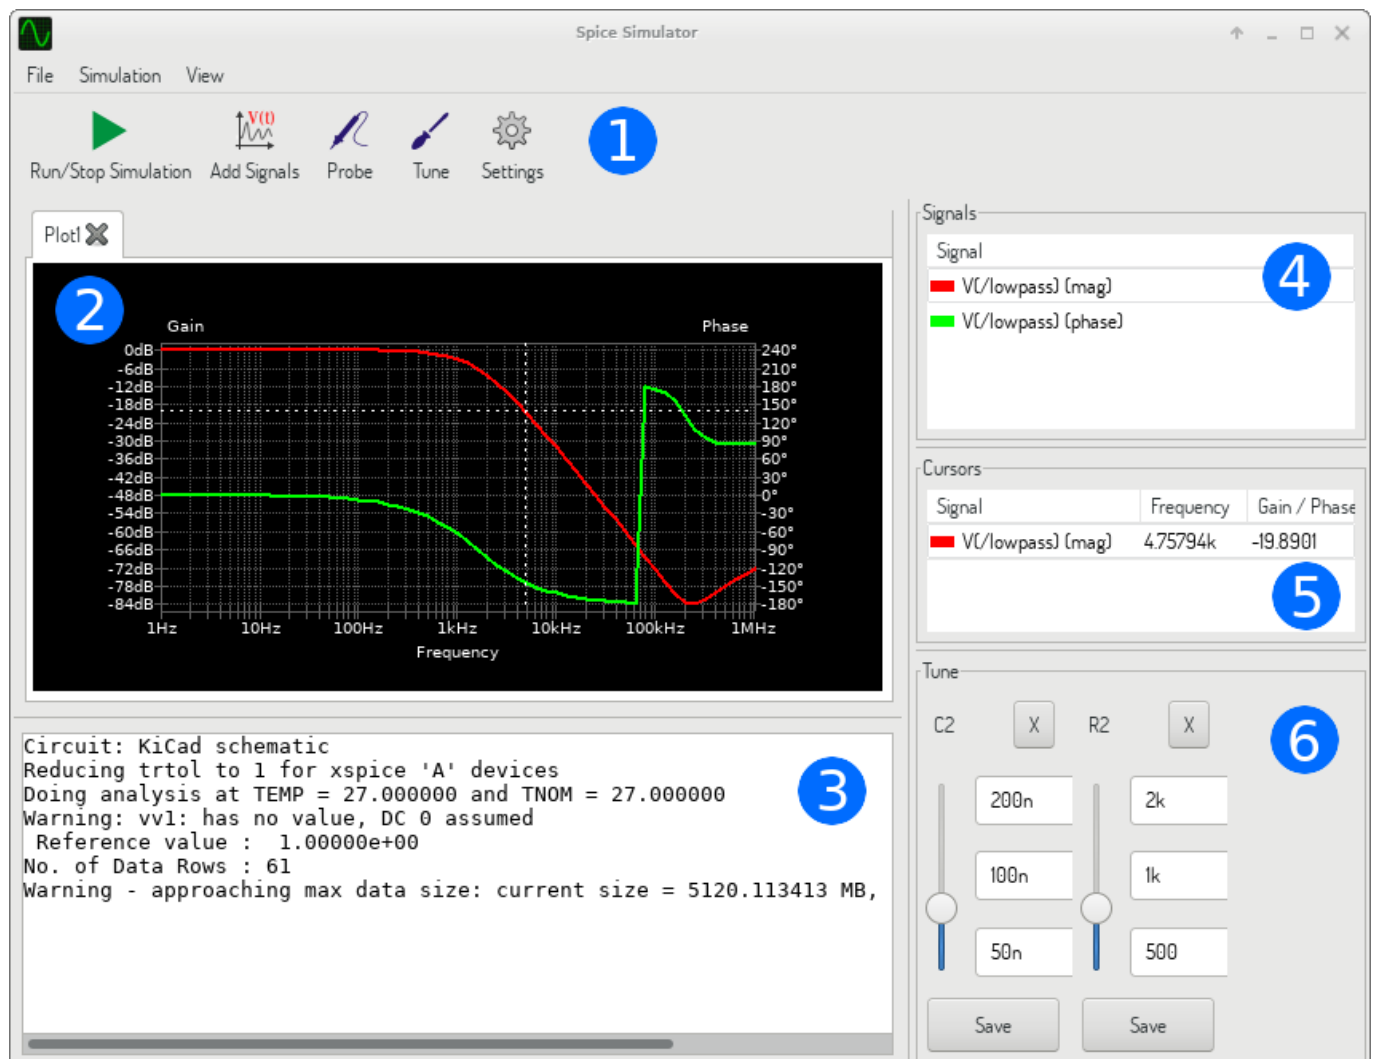 Spice Simulator
File Simulation View
V(t)
Run/Stop Simulation Add Signals Probe Tune Settings
1
Plot1
2
Gain Phase
0dB 240°
-6dB 210°
-12dB 180°
-18dB 150°
-24dB 120°
-30dB 90°
-36dB 60°
-42dB 30°
-48dB 0°
-54dB -30°
-60dB -60°
-66dB -90°
-72dB -120°
-78dB -150°
-84dB -180°
1Hz 10Hz 100Hz 1kHz 10kHz 100kHz 1MHz
Frequency
Circuit: KiCad schematic
Reducing trtol to 1 for xspice 'A' devices
Doing analysis at TEMP = 27.000000 and TNOM = 27.000000
Warning: vv1: has no value, DC 0 assumed
Reference value :  1.00000e+00
No. of Data Rows : 61
Warning - approaching max data size: current size = 5120.113413 MB,
3
Signals
Signal
4
V(/lowpass) (mag)
V(/lowpass) (phase)
Cursors
Signal Frequency Gain / Phase
V(/lowpass) (mag) 4.75794k -19.8901
5
Tune
C2 X R2 X
6
200n 2k
100n 1k
50n 500
Save Save